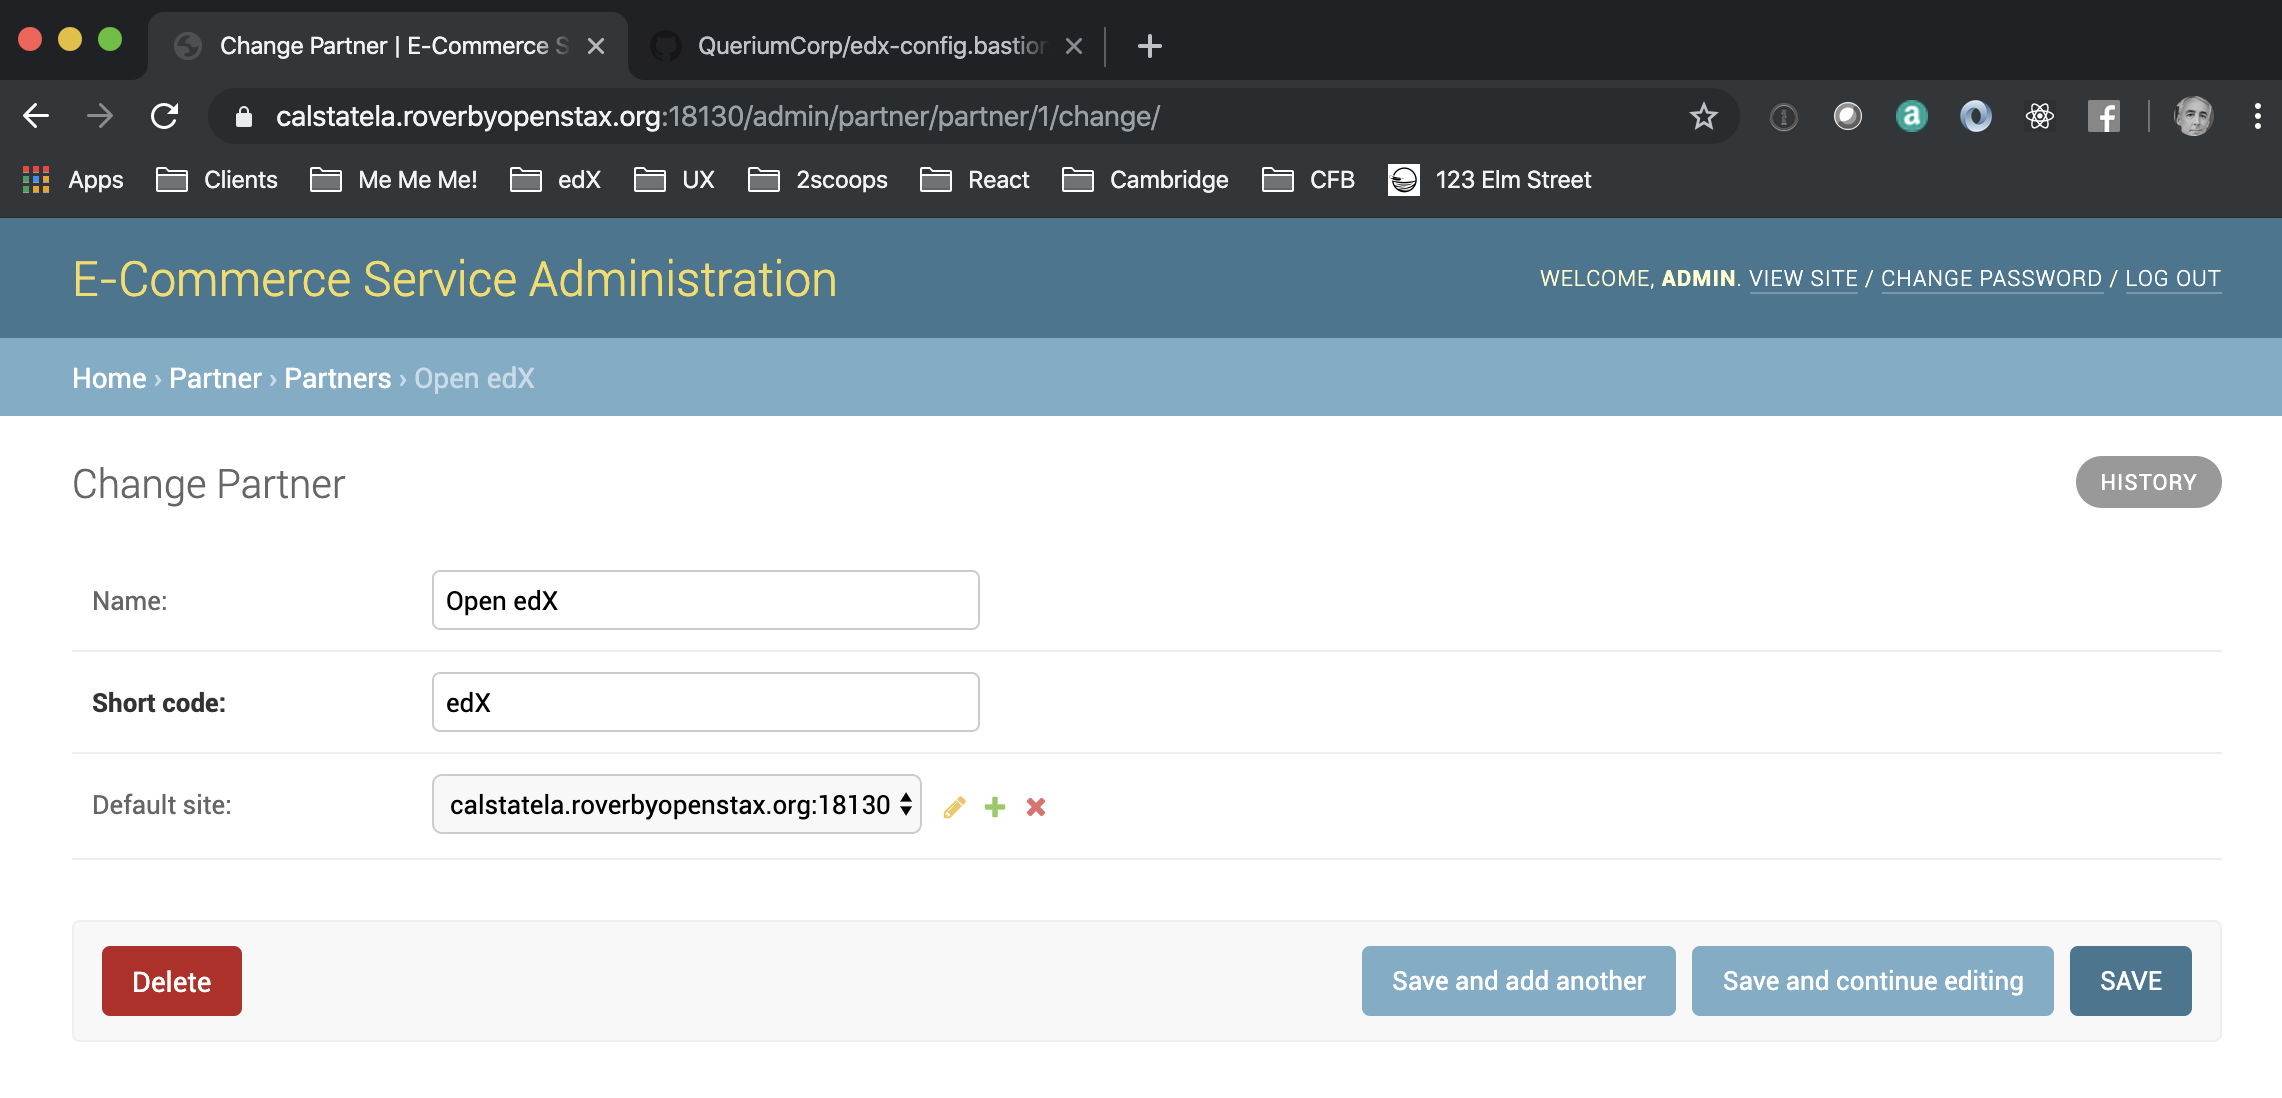 Change Partner | E-Commerce S
QueriumCorp/edx-config.bastion
calstatela.roverbyopenstax.org:18130/admin/partner/partner/1/change/
Apps Clients Me Me Me! edX UX 2scoops React Cambridge CFB 123 Elm Street
E-Commerce Service Administration
WELCOME, ADMIN. VIEW SITE / CHANGE PASSWORD / LOG OUT
Home › Partner › Partners › Open edX
Change Partner
HISTORY
Name: Open edX
Short code: edX
Default site: calstatela.roverbyopenstax.org:18130
Delete Save and add another Save and continue editing SAVE